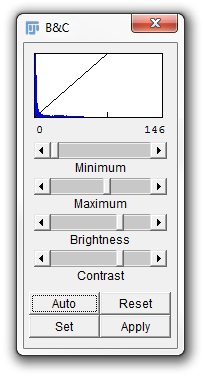 B&C
0 146
Minimum
Maximum
Brightness
Contrast
Auto Reset
Set Apply